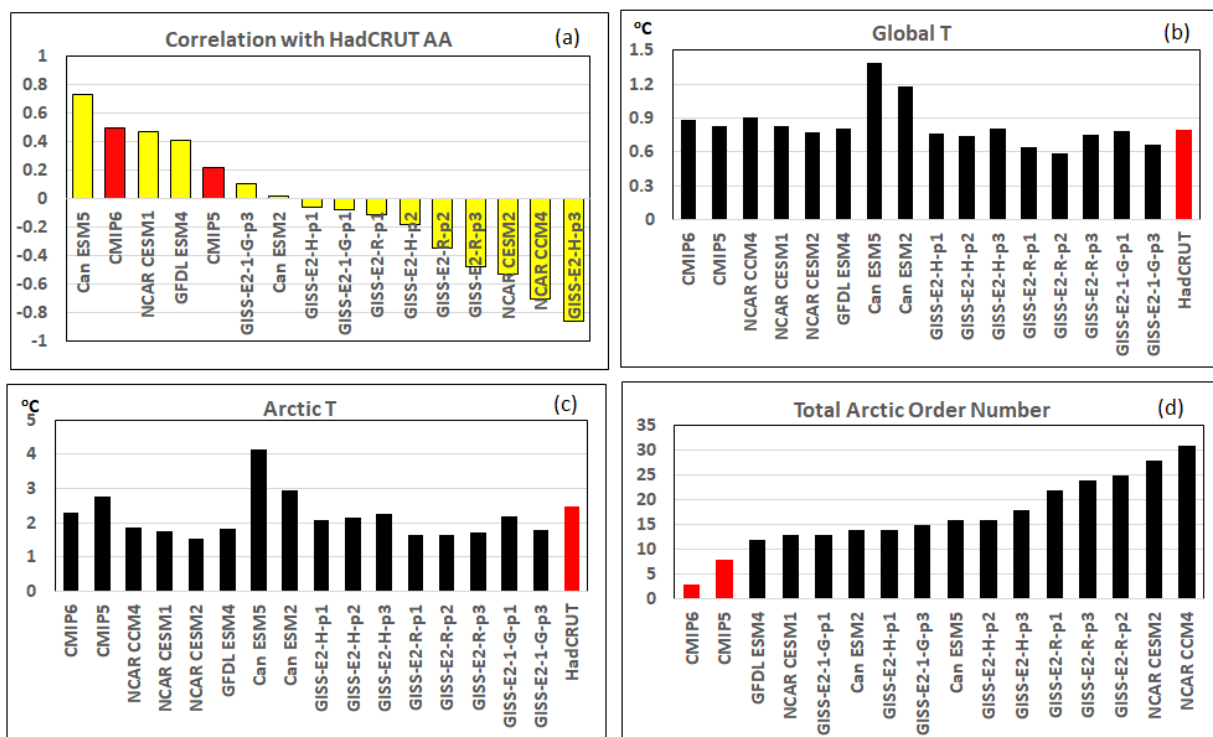 Correlation with HadCRUT AA
(a)
1
0.8
0.6
0.4
0.2
0
-0.2
-0.4
-0.6
-0.8
-1
Can ESM5
CMIP6
NCAR CESM1
GFDL ESM4
CMIP5
GISS-E2-1-G-p3
Can ESM2
GISS-E2-H-p1
GISS-E2-1-G-p1
GISS-E2-R-p1
GISS-E2-H-p2
GISS-E2-R-p2
GISS-E2-R-p3
NCAR CESM2
NCAR CCM4
GISS-E2-H-p3
°C
Global T
(b)
1.5
1.2
0.9
0.6
0.3
0
CMIP6
CMIP5
NCAR CCM4
NCAR CESM1
NCAR CESM2
GFDL ESM4
Can ESM5
Can ESM2
GISS-E2-H-p1
GISS-E2-H-p2
GISS-E2-H-p3
GISS-E2-R-p1
GISS-E2-R-p2
GISS-E2-R-p3
GISS-E2-1-G-p1
GISS-E2-1-G-p3
HadCRUT
°C
Arctic T
(c)
5
4
3
2
1
0
CMIP6
CMIP5
NCAR CCM4
NCAR CESM1
NCAR CESM2
GFDL ESM4
Can ESM5
Can ESM2
GISS-E2-H-p1
GISS-E2-H-p2
GISS-E2-H-p3
GISS-E2-R-p1
GISS-E2-R-p2
GISS-E2-R-p3
GISS-E2-1-G-p1
GISS-E2-1-G-p3
HadCRUT
Total Arctic Order Number
(d)
35
30
25
20
15
10
5
0
CMIP6
CMIP5
GFDL ESM4
NCAR CESM1
GISS-E2-1-G-p1
Can ESM2
GISS-E2-H-p1
GISS-E2-1-G-p3
Can ESM5
GISS-E2-H-p2
GISS-E2-H-p3
GISS-E2-R-p1
GISS-E2-R-p3
GISS-E2-R-p2
NCAR CESM2
NCAR CCM4